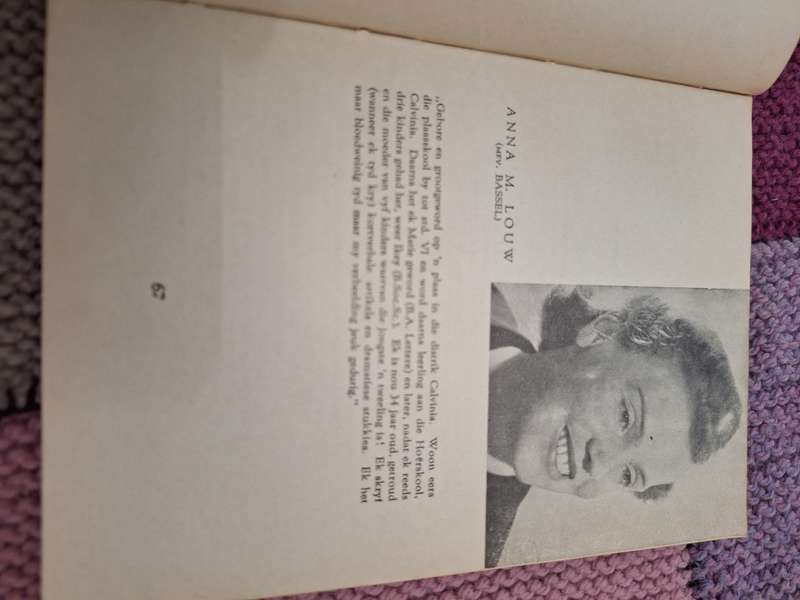 ANNA M. LOUW
(MEV. BASSEL)
„Gebore en grootgeword op 'n plaas in die distrik Calvinia. Woon eers
die plaasskool by tot std. VI en word daarna leerling aan die Hoërskool,
Calvinia. Daarna het ek Matie geword (B.A. Lettere) en later, nadat ek reeds
drie kinders gehad het, weer Ikey (B.Soc.Sc.). Ek is nou 34 jaar oud, getroud
en die moeder van vyf kinders waarvan die jongste 'n tweeling is! Ek skryf
(wanneer ek tyd kry) kortverhale artikels en dramatiese stukkies. Ek het
maar bloedweinig tyd maar my verbeelding jeuk gedurig."
67